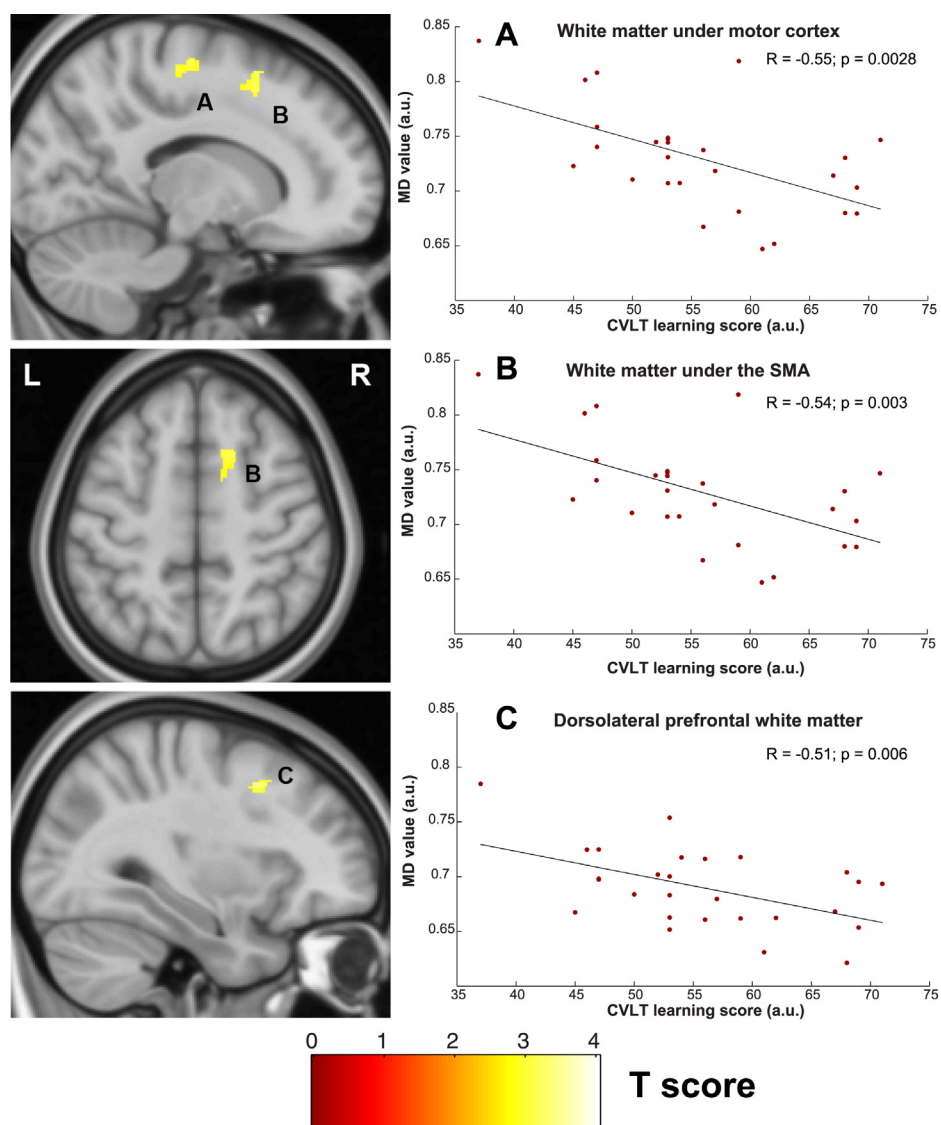 A
B
A
White matter under motor cortex
R = -0.55; p = 0.0028
MD value (a.u.)
0.85
0.8
0.75
0.7
0.65
35 40 45 50 55 60 65 70 75
CVLT learning score (a.u.)
L R
B
B
White matter under the SMA
R = -0.54; p = 0.003
MD value (a.u.)
0.85
0.8
0.75
0.7
0.65
35 40 45 50 55 60 65 70 75
CVLT learning score (a.u.)
C
C
Dorsolateral prefrontal white matter
R = -0.51; p = 0.006
MD value (a.u.)
0.85
0.8
0.75
0.7
0.65
35 40 45 50 55 60 65 70 75
CVLT learning score (a.u.)
0 1 2 3 4
T score